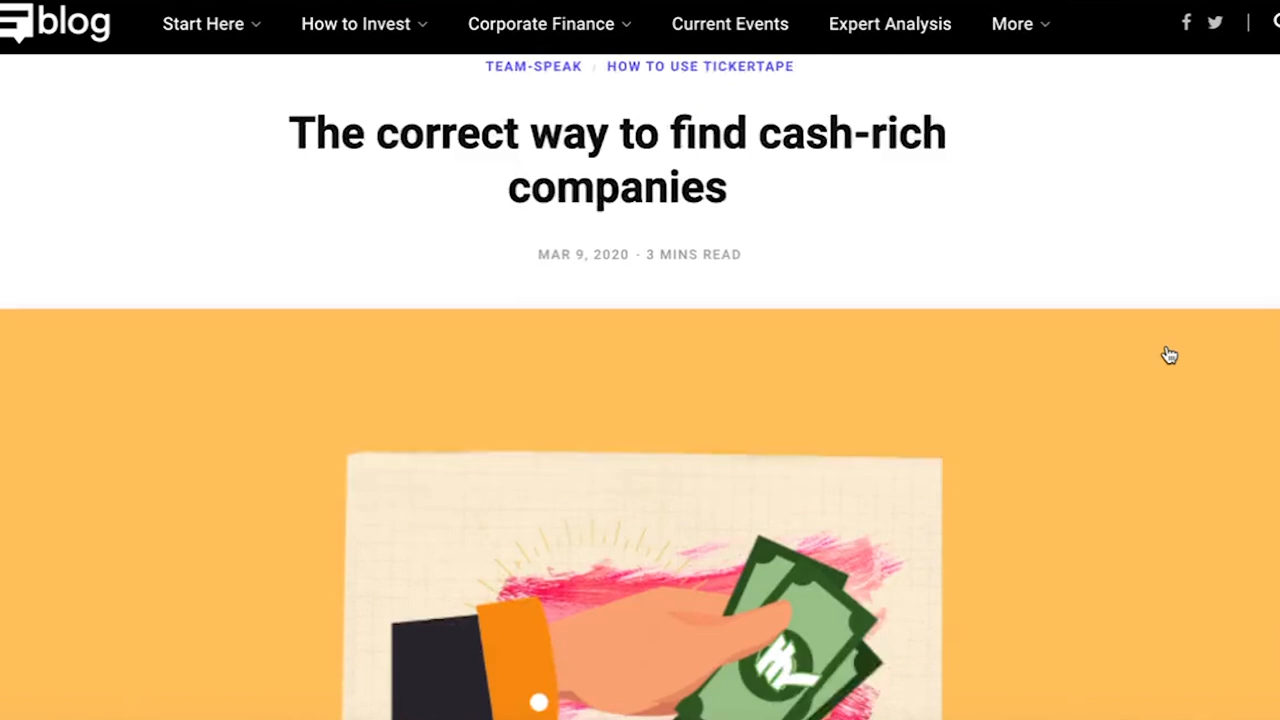 blog
Start Here
How to Invest
Corporate Finance
Current Events
Expert Analysis
More
TEAM-SPEAK / HOW TO USE TICKERTAPE
The correct way to find cash-rich
companies
MAR 9, 2020 - 3 MINS READ
₹